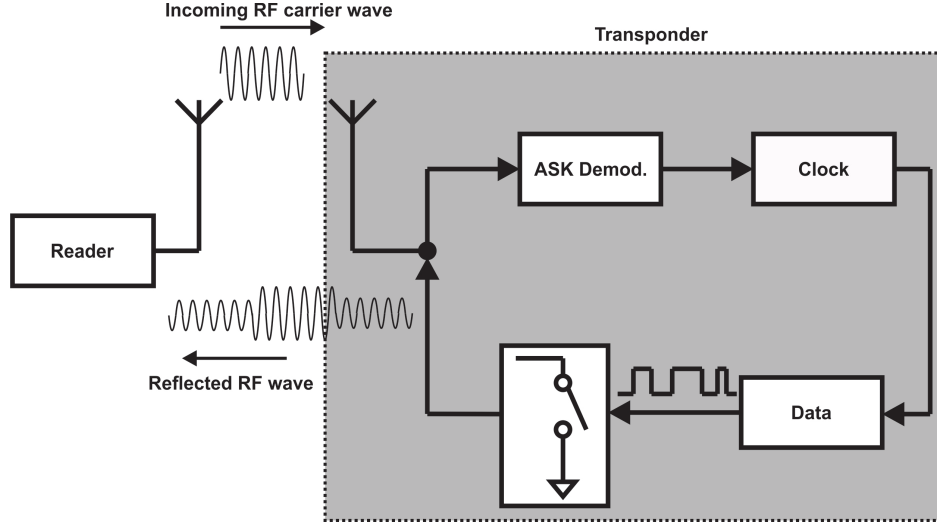 Incoming RF carrier wave
Transponder
ASK Demod.
Clock
Reader
Reflected RF wave
Data